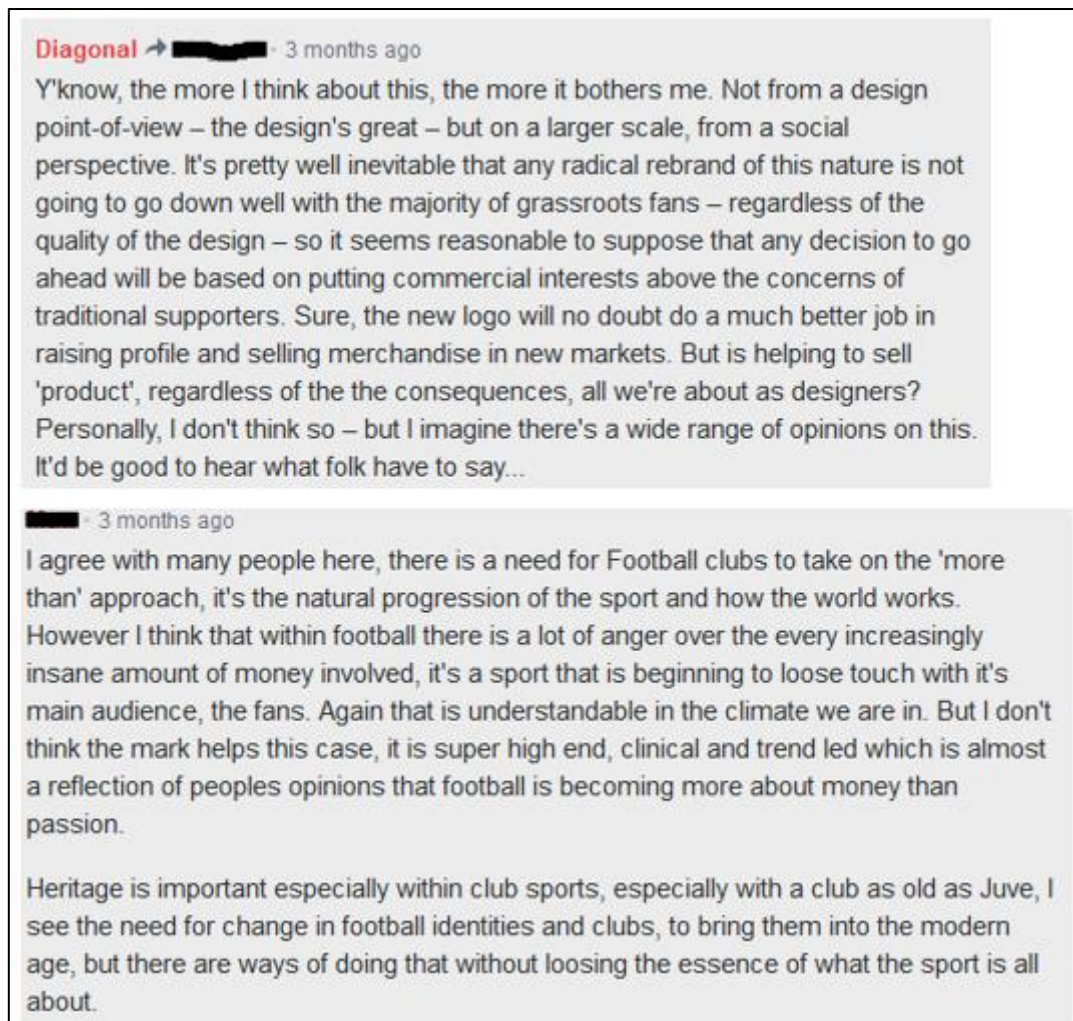 Diagonal · 3 months ago
Y'know, the more I think about this, the more it bothers me. Not from a design
point-of-view – the design's great – but on a larger scale, from a social
perspective. It's pretty well inevitable that any radical rebrand of this nature is not
going to go down well with the majority of grassroots fans – regardless of the
quality of the design – so it seems reasonable to suppose that any decision to go
ahead will be based on putting commercial interests above the concerns of
traditional supporters. Sure, the new logo will no doubt do a much better job in
raising profile and selling merchandise in new markets. But is helping to sell
'product', regardless of the the consequences, all we're about as designers?
Personally, I don't think so – but I imagine there's a wide range of opinions on this.
It'd be good to hear what folk have to say...
· 3 months ago
I agree with many people here, there is a need for Football clubs to take on the 'more
than' approach, it's the natural progression of the sport and how the world works.
However I think that within football there is a lot of anger over the every increasingly
insane amount of money involved, it's a sport that is beginning to loose touch with it's
main audience, the fans. Again that is understandable in the climate we are in. But I don't
think the mark helps this case, it is super high end, clinical and trend led which is almost
a reflection of peoples opinions that football is becoming more about money than
passion.
Heritage is important especially within club sports, especially with a club as old as Juve, I
see the need for change in football identities and clubs, to bring them into the modern
age, but there are ways of doing that without loosing the essence of what the sport is all
about.